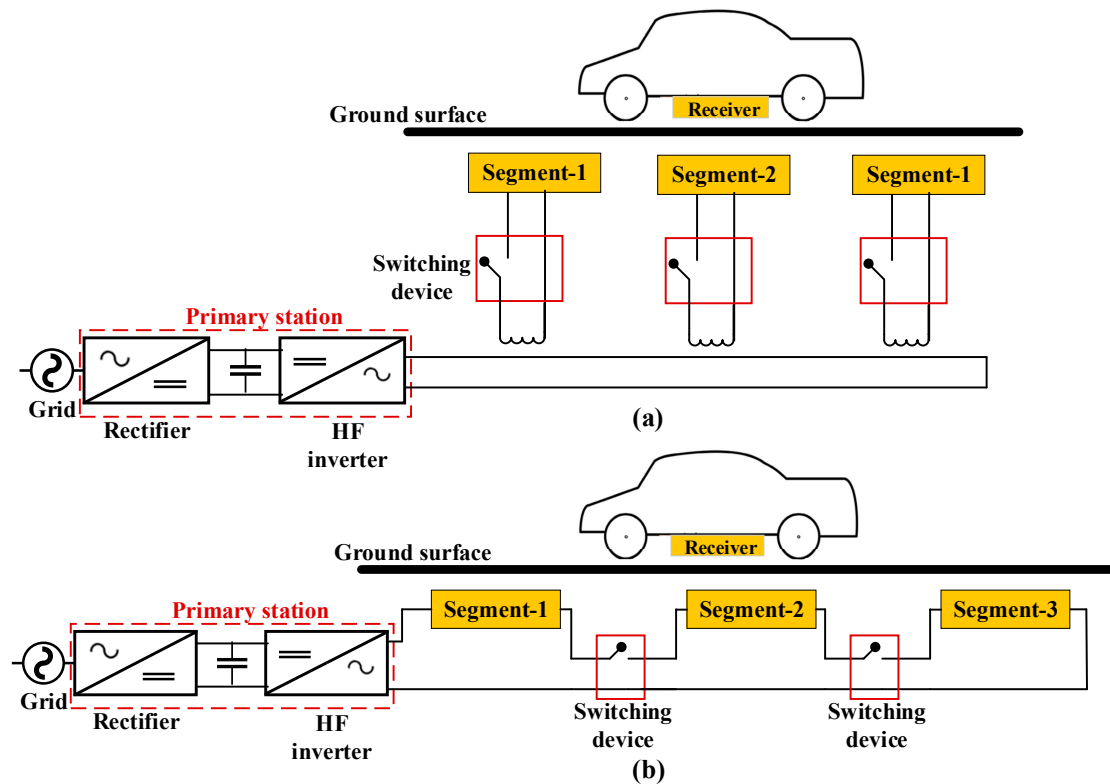 Receiver
Ground surface
Segment-1
Segment-2
Segment-1
Switching
device
Primary station
Grid
Rectifier
HF
inverter
(a)
Receiver
Ground surface
Primary station
Segment-1
Segment-2
Segment-3
Grid
Rectifier
HF
inverter
Switching
device
Switching
device
(b)